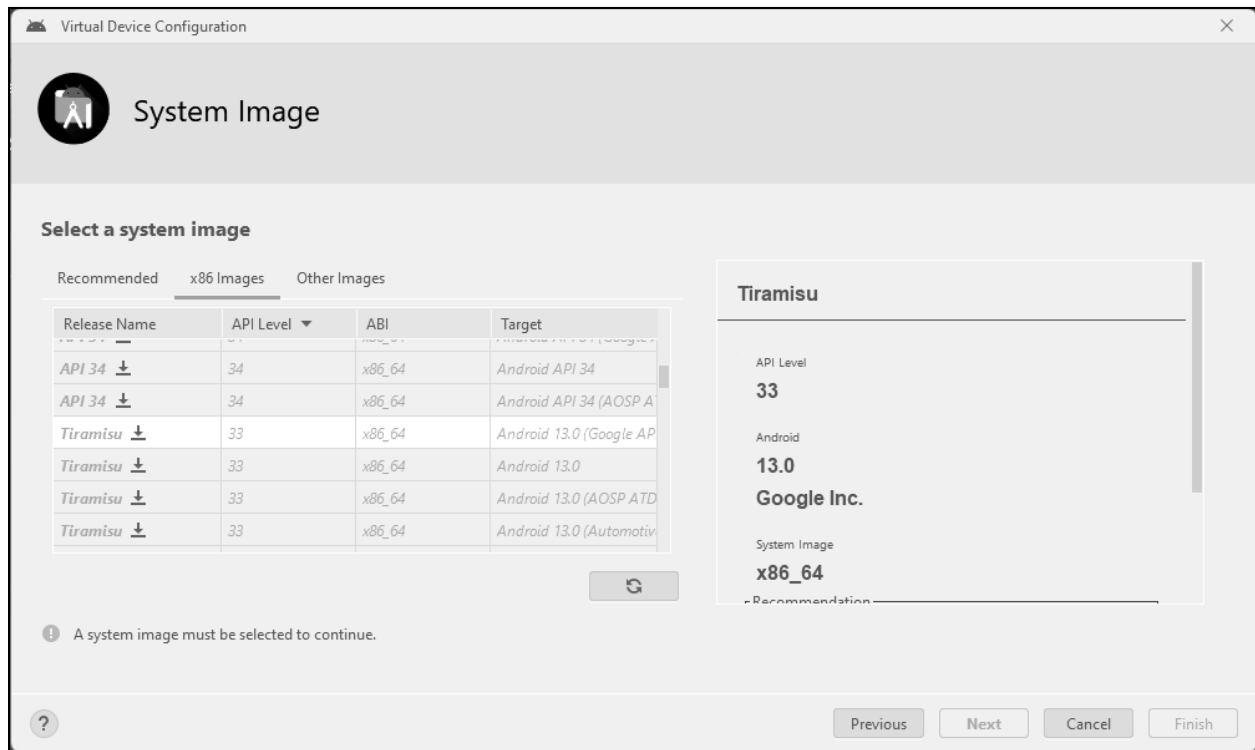 Virtual Device Configuration
System Image
Select a system image
Recommended x86 Images Other Images
Release Name API Level ABI Target
API 34 34 x86_64 Android API 34
API 34 34 x86_64 Android API 34 (AOSP AT
Tiramisu 33 x86_64 Android 13.0 (Google AP
Tiramisu 33 x86_64 Android 13.0
Tiramisu 33 x86_64 Android 13.0 (AOSP ATD
Tiramisu 33 x86_64 Android 13.0 (Automotiv
A system image must be selected to continue.
Tiramisu
API Level
33
Android
13.0
Google Inc.
System Image
x86_64
Recommendation
? Previous Next Cancel Finish